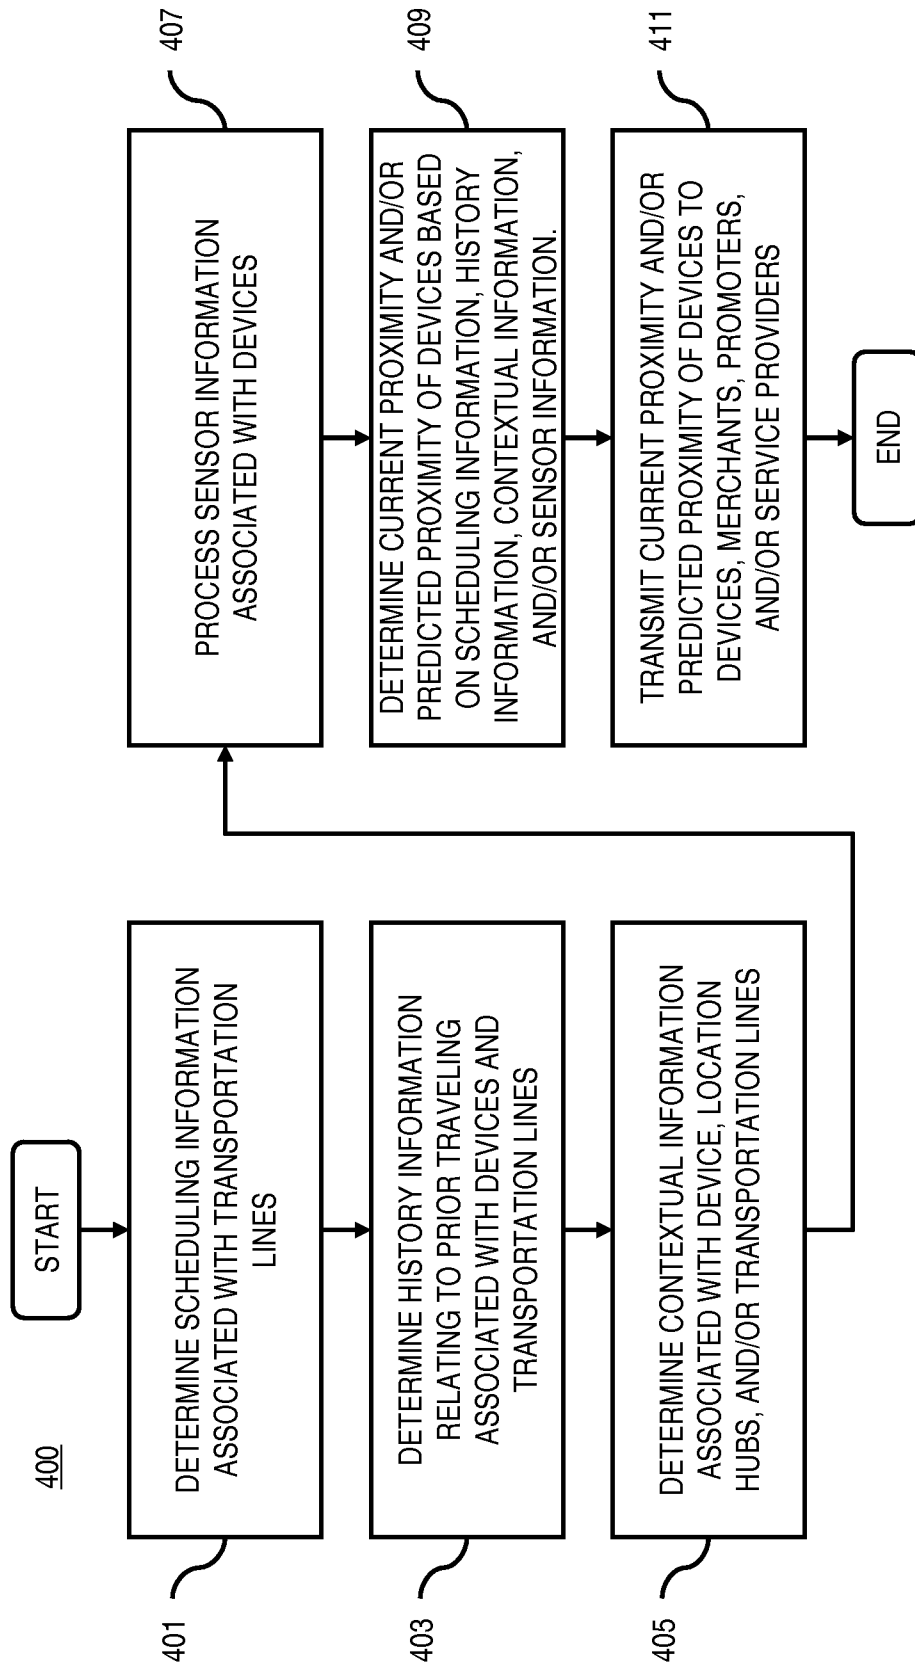 400
START
401
DETERMINE SCHEDULING INFORMATION
ASSOCIATED WITH TRANSPORTATION
LINES
403
DETERMINE HISTORY INFORMATION
RELATING TO PRIOR TRAVELING
ASSOCIATED WITH DEVICES AND
TRANSPORTATION LINES
405
DETERMINE CONTEXTUAL INFORMATION
ASSOCIATED WITH DEVICE, LOCATION
HUBS, AND/OR TRANSPORTATION LINES
407
PROCESS SENSOR INFORMATION
ASSOCIATED WITH DEVICES
409
DETERMINE CURRENT PROXIMITY AND/OR
PREDICTED PROXIMITY OF DEVICES BASED
ON SCHEDULING INFORMATION, HISTORY
INFORMATION, CONTEXTUAL INFORMATION,
AND/OR SENSOR INFORMATION.
411
TRANSMIT CURRENT PROXIMITY AND/OR
PREDICTED PROXIMITY OF DEVICES TO
DEVICES, MERCHANTS, PROMOTERS,
AND/OR SERVICE PROVIDERS
END